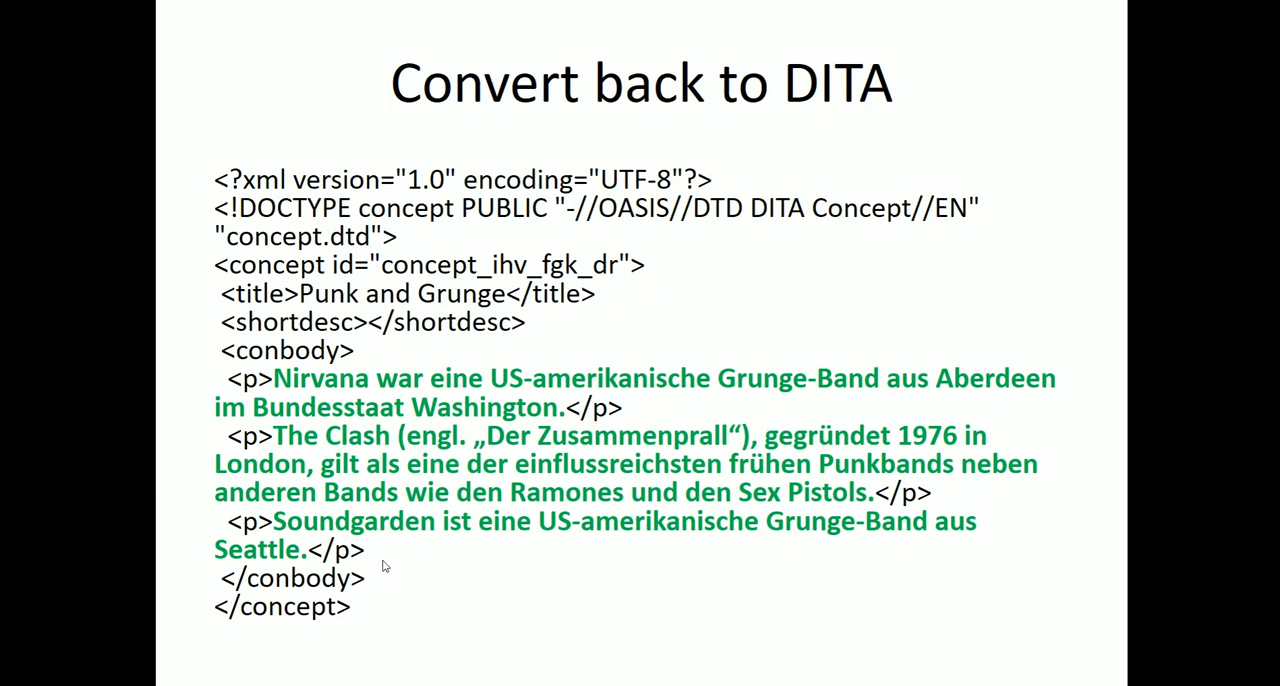 Convert back to DITA
<?xml version="1.0" encoding="UTF-8"?>
<!DOCTYPE concept PUBLIC "-//OASIS//DTD DITA Concept//EN"
"concept.dtd">
<concept id="concept_ihv_fgk_dr">
<title>Punk and Grunge</title>
<shortdesc></shortdesc>
<conbody>
<p>Nirvana war eine US-amerikanische Grunge-Band aus Aberdeen
im Bundesstaat Washington.</p>
<p>The Clash (engl. „Der Zusammenprall“), gegründet 1976 in
London, gilt als eine der einflussreichsten frühen Punkbands neben
anderen Bands wie den Ramones und den Sex Pistols.</p>
<p>Soundgarden ist eine US-amerikanische Grunge-Band aus
Seattle.</p>
</conbody>
</concept>